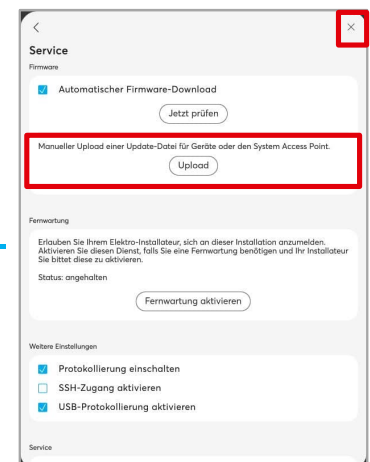 Service
Firmware
Automatischer Firmware-Download
Jetzt prüfen
Manueller Upload einer Update-Datei für Geräte oder den System Access Point.
Upload
Fernwartung
Erlauben Sie Ihrem Elektro-Installateur, sich an dieser Installation anzumelden.
Aktivieren Sie diesen Dienst, falls Sie eine Fernwartung benötigen und Ihr Installateur
Sie bittet diese zu aktivieren.
Status: angehalten
Fernwartung aktivieren
Weitere Einstellungen
Protokollierung einschalten
SSH-Zugang aktivieren
USB-Protokollierung aktivieren
Service